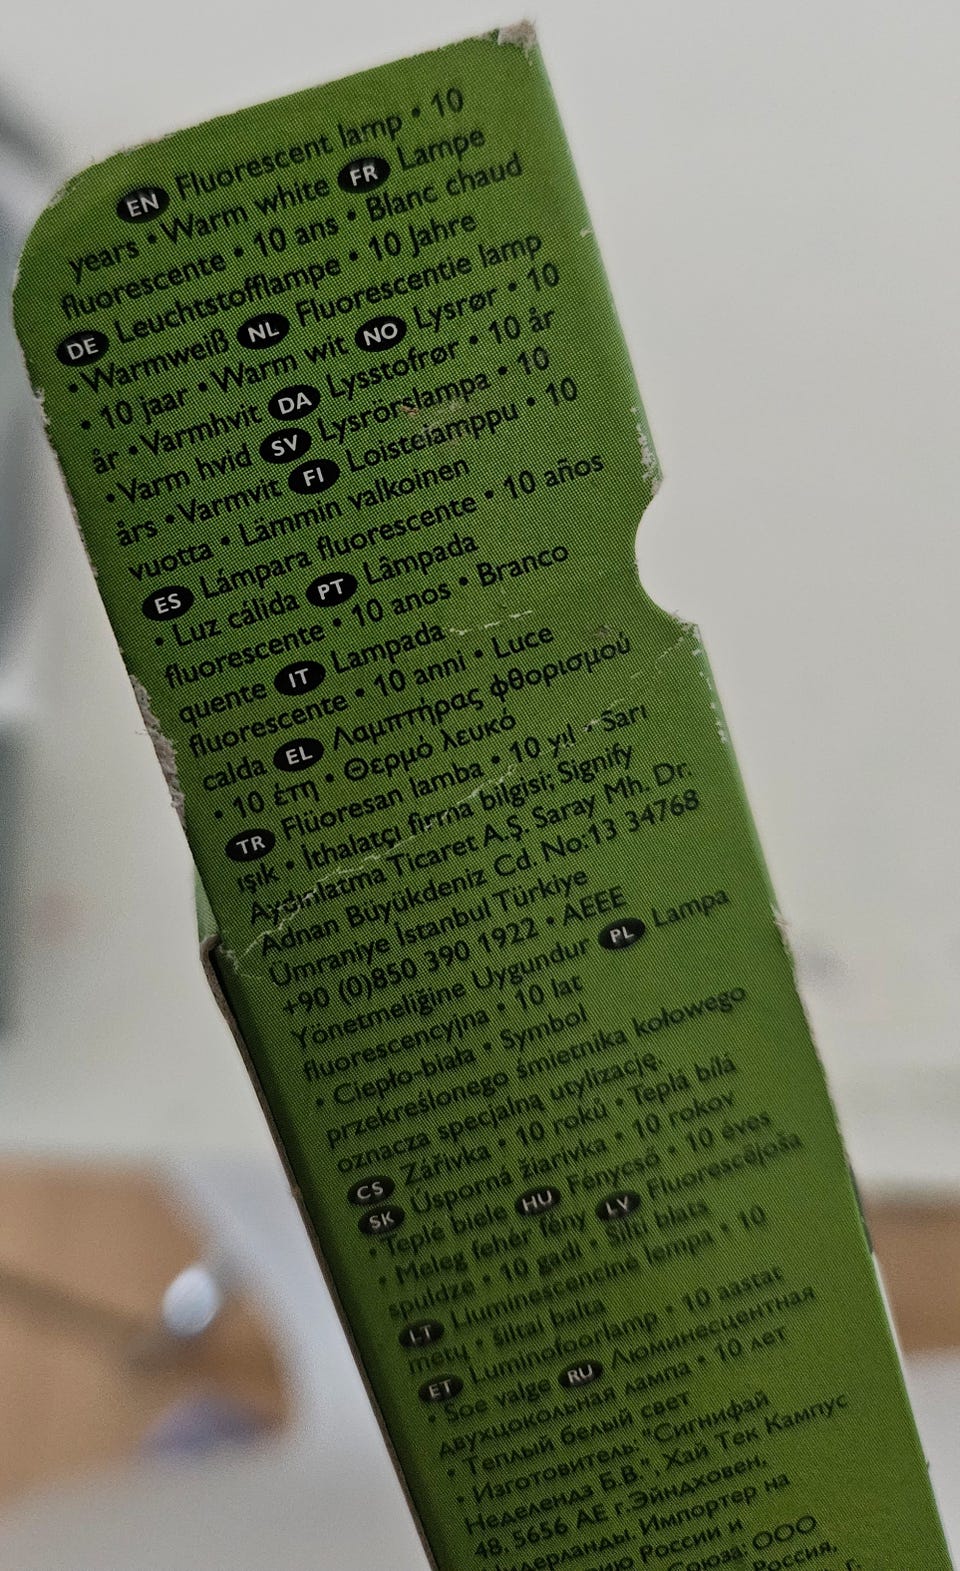 EN Fluorescent lamp • 10
years • Warm white FR Lampe
fluorescente • 10 ans • Blanc chaud
DE Leuchtstofflampe • 10 Jahre
• Warmweiß NL Fluorescentie lamp
• 10 jaar • Warm wit NO Lysrør • 10
år • Varmhvit DA Lysstofrør • 10 år
• Varm hvid SV Lysrörslampa • 10
års • Varmvit FI Loistelamppu • 10
vuotta • Lämmin valkoinen
ES Lámpara fluorescente • 10 años
• Luz cálida PT Lâmpada
fluorescente • 10 anos • Branco
quente IT Lampada
fluorescente • 10 anni • Luce
calda EL Λαμπτήρας φθορισμού
• 10 έτη • Θερμό λευκό
TR Flüoresan lamba • 10 yıl • Sarı
ışık • İthalatçı firma bilgisi; Signify
Aydınlatma Ticaret A.Ş. Saray Mh. Dr.
Adnan Büyükdeniz Cd. No:13 34768
Ümraniye İstanbul Türkiye
+90 (0)850 390 1922 • AEEE
Yönetmeliğine Uygundur PL Lampa
fluorescencyjna • 10 lat
• Ciepło-biała • Symbol
przekreślonego śmietnika kołowego
oznacza specjalną utylizację.
CS Zářivka • 10 roků • Teplá bílá
SK Úsporná žiarivka • 10 rokov
• Teplé biele HU Fénycső • 10 éves
• Meleg fehér fény LV Fluorescējoša
spuldze • 10 gadi • Silti blats
LT Liuminescencinė lempa • 10
metų • šiltai balta
ET Luminofoorlamp • 10 aastat
• Soe valge RU Люминесцентная
двухцокольная лампа • 10 лет
• Теплый белый свет
• Изготовитель: "Сигнифай
Неделендз Б.В.", Хай Тек Кампус
48, 5656 АЕ г.Эйндховен,
Нидерланды. Импортер на
России и
Союза: ООО
Россия,
г.